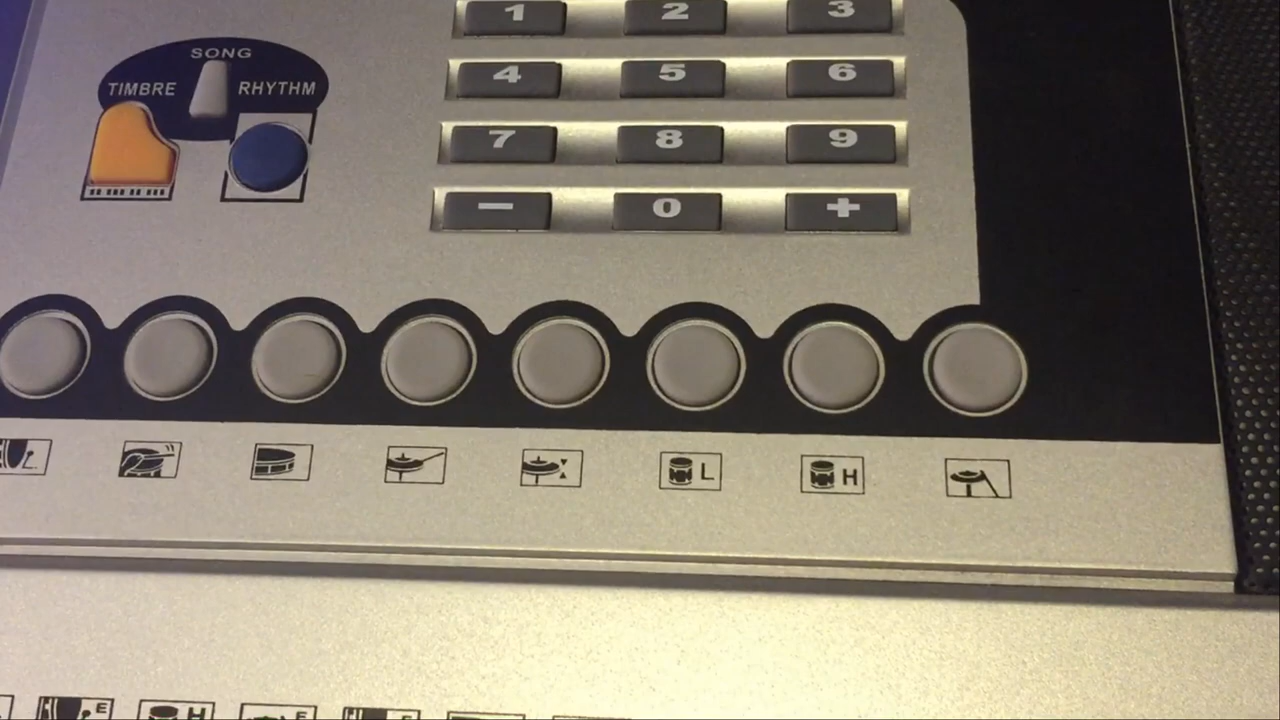 SONG
TIMBRE RHYTHM
1 2 3
4 5 6
7 8 9
− 0 +
L H
E H E